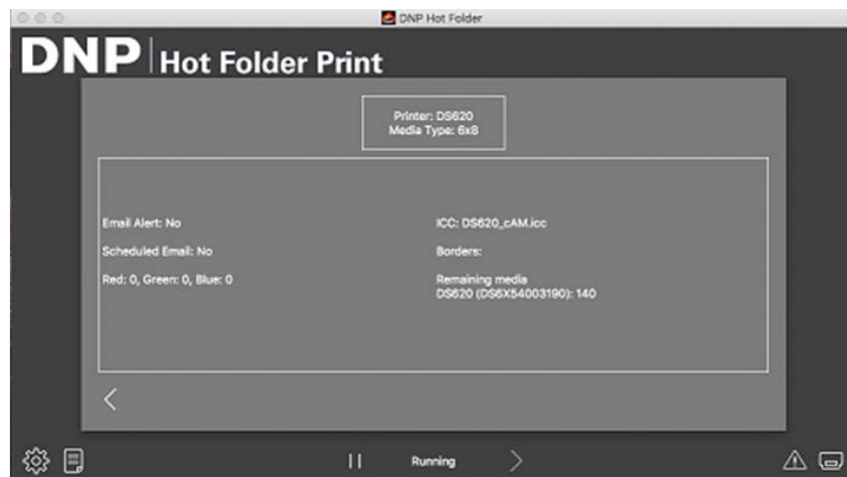 DNP Hot Folder
DNP Hot Folder Print
Printer: DS620
Media Type: 6x8
Email Alert: No
ICC: DS620_cAM.icc
Scheduled Email: No
Borders:
Red: 0, Green: 0, Blue: 0
Remaining media
DS620 (DS6X54003190): 140
Running